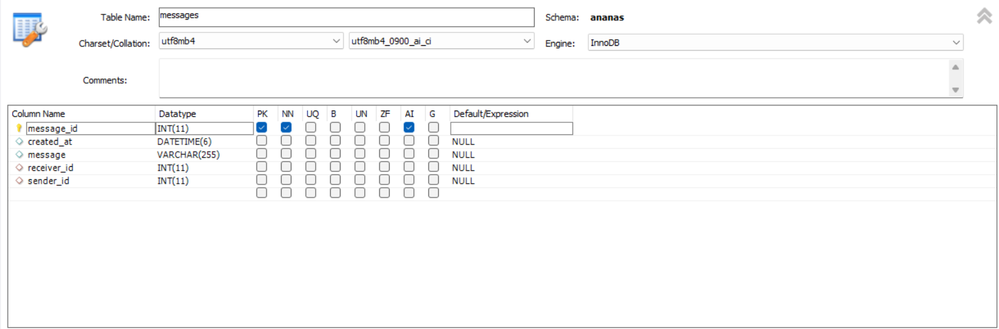 Table Name: messages Schema: ananas
Charset/Collation: utf8mb4 utf8mb4_0900_ai_ci Engine: InnoDB
Comments:
Column Name Datatype PK NN UQ B UN ZF AI G Default/Expression
message_id INT(11)
created_at DATETIME(6) NULL
message VARCHAR(255) NULL
receiver_id INT(11) NULL
sender_id INT(11) NULL